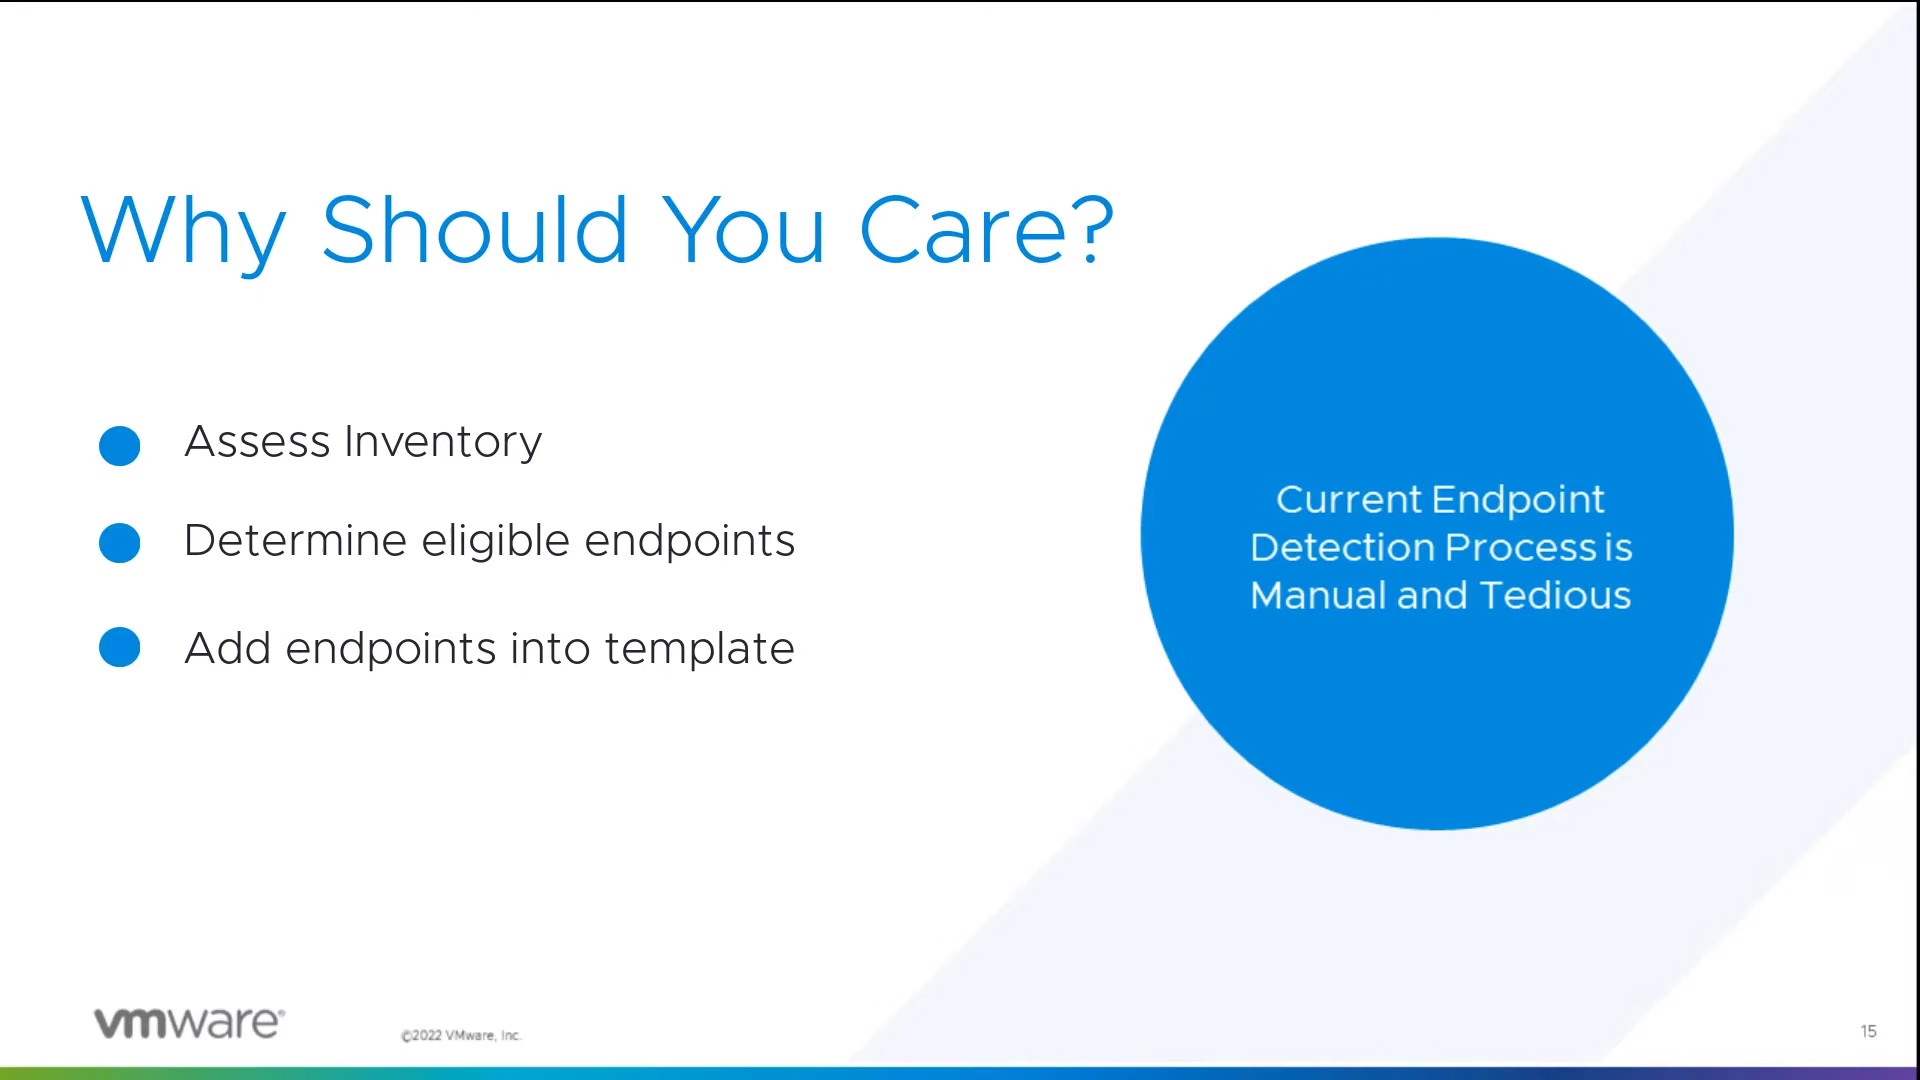 Why Should You Care?
Assess Inventory
Determine eligible endpoints
Add endpoints into template
Current Endpoint
Detection Process is
Manual and Tedious
vmware®
©2022 VMware, Inc.
15